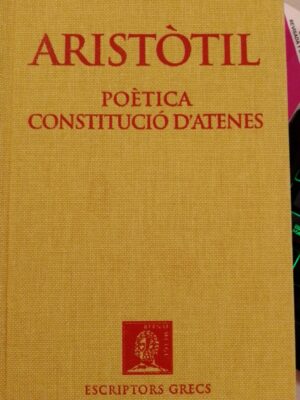 ARISTÒTIL
POÈTICA
CONSTITUCIÓ D'ATENES
ESCRIPTORS GRECS